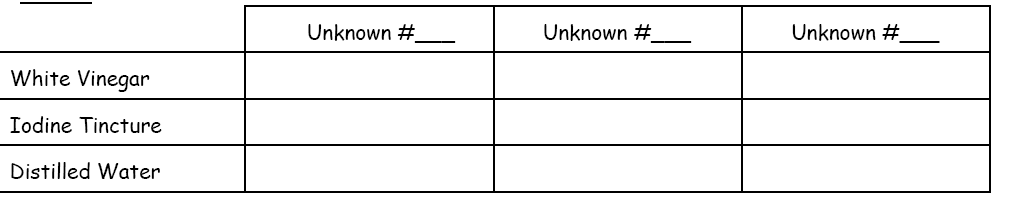 Unknown #___ Unknown #___ Unknown #___
White Vinegar
Iodine Tincture
Distilled Water